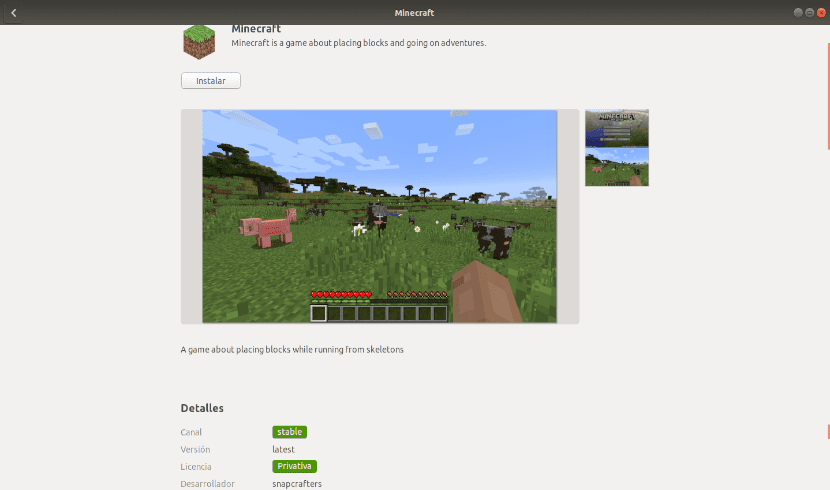 Minecraft
Minecraft
Minecraft is a game about placing blocks and going on adventures.
Instalar
MINECRAFT
A game about placing blocks while running from skeletons
Detalles
Canal stable
Versión latest
Licencia Privativa
Desarrollador snapcrafters